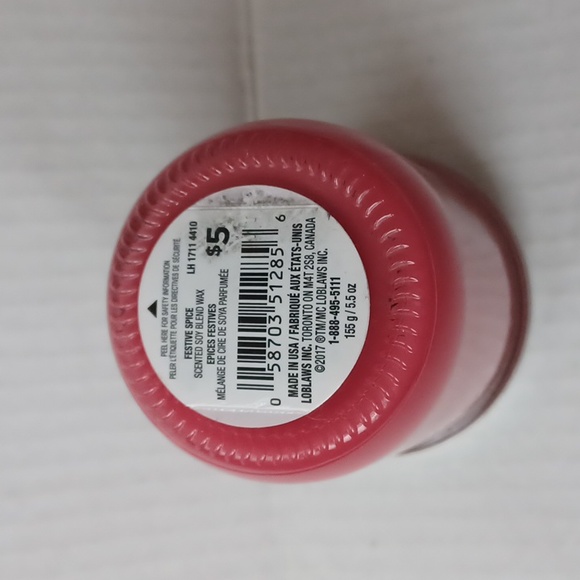 PEEL HERE FOR SAFETY INFORMATION
PELER L'ÉTIQUETTE POUR LES DIRECTIVES DE SÉCURITÉ
FESTIVE SPICE LH 1711 4410
SCENTED SOY BLEND WAX
EPICES FESTIVES
MÉLANGE DE CIRE DE SOYA PARFUMÉE
$5
0 58703 51285 6
MADE IN USA / FABRIQUÉ AUX ÉTATS-UNIS
LOBLAWS INC. TORONTO ON M4T 2S8, CANADA
©2017 ®/TM/MC LOBLAWS INC.
1-888-495-5111
155 g / 5.5 oz